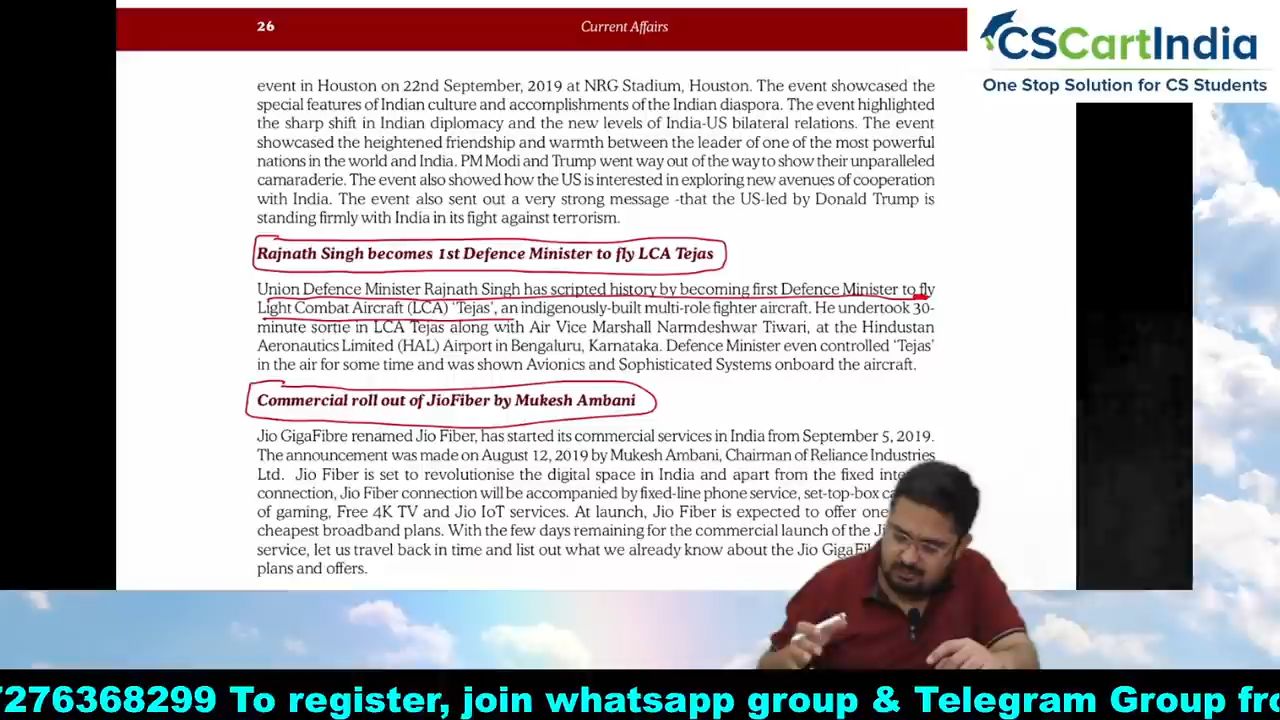 26
Current Affairs
CSCartIndia
One Stop Solution for CS Students
event in Houston on 22nd September, 2019 at NRG Stadium, Houston. The event showcased the
special features of Indian culture and accomplishments of the Indian diaspora. The event highlighted
the sharp shift in Indian diplomacy and the new levels of India-US bilateral relations. The event
showcased the heightened friendship and warmth between the leader of one of the most powerful
nations in the world and India. PM Modi and Trump went way out of the way to show their unparalleled
camaraderie. The event also showed how the US is interested in exploring new avenues of cooperation
with India. The event also sent out a very strong message -that the US-led by Donald Trump is
standing firmly with India in its fight against terrorism.
Rajnath Singh becomes 1st Defence Minister to fly LCA Tejas
Union Defence Minister Rajnath Singh has scripted history by becoming first Defence Minister to fly
Light Combat Aircraft (LCA) ‘Tejas’, an indigenously-built multi-role fighter aircraft. He undertook 30-
minute sortie in LCA Tejas along with Air Vice Marshall Narmdeshwar Tiwari, at the Hindustan
Aeronautics Limited (HAL) Airport in Bengaluru, Karnataka. Defence Minister even controlled ‘Tejas’
in the air for some time and was shown Avionics and Sophisticated Systems onboard the aircraft.
Commercial roll out of JioFiber by Mukesh Ambani
Jio GigaFibre renamed Jio Fiber, has started its commercial services in India from September 5, 2019.
The announcement was made on August 12, 2019 by Mukesh Ambani, Chairman of Reliance Industries
Ltd. Jio Fiber is set to revolutionise the digital space in India and apart from the fixed
connection, Jio Fiber connection will be accompanied by fixed-line phone service, set-top-box
of gaming, Free 4K TV and Jio IoT services. At launch, Jio Fiber is expected to offer one
cheapest broadband plans. With the few days remaining for the commercial launch of the
service, let us travel back in time and list out what we already know about the Jio
plans and offers.
7276368299 To register, join whatsapp group & Telegram Group